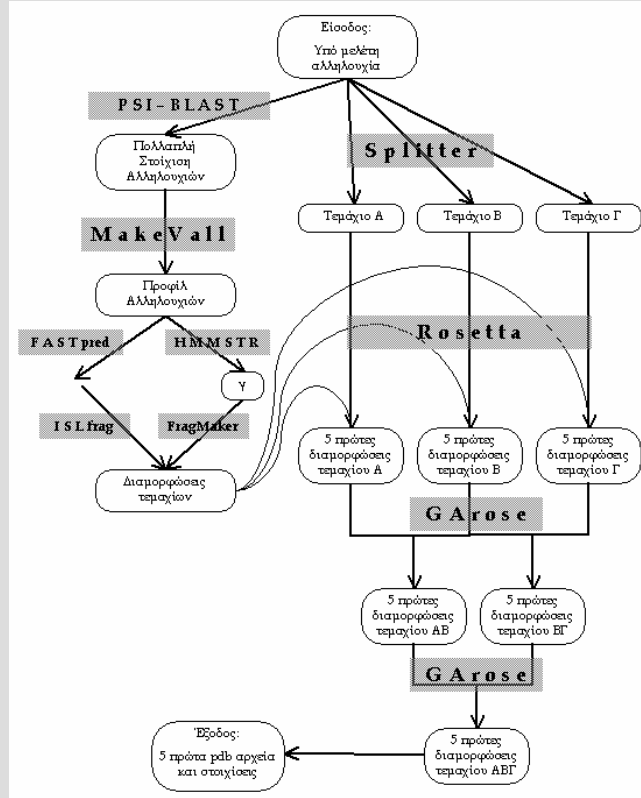 Είσοδος:
Υπό μελέτη
αλληλουχία
PSI-BLAST
Πολλαπλή
Στοίχιση
Αλληλουχιών
Splitter
Τεμάχιο Α
Τεμάχιο Β
Τεμάχιο Γ
MakeVall
Προφίλ
Αλληλουχιών
FASTpred
HMMSTR
γ
ISLfrag
FragMaker
Διαμορφώσεις
τεμαχίων
Rosetta
5 πρώτες
διαμορφώσεις
τεμαχίου Α
5 πρώτες
διαμορφώσεις
τεμαχίου Β
5 πρώτες
διαμορφώσεις
τεμαχίου Γ
GArose
5 πρώτες
διαμορφώσεις
τεμαχίου ΑΒ
5 πρώτες
διαμορφώσεις
τεμαχίου ΒΓ
GArose
5 πρώτες
διαμορφώσεις
τεμαχίου ΑΒΓ
Έξοδος:
5 πρώτα pdb αρχεία
και στοιχίσεις